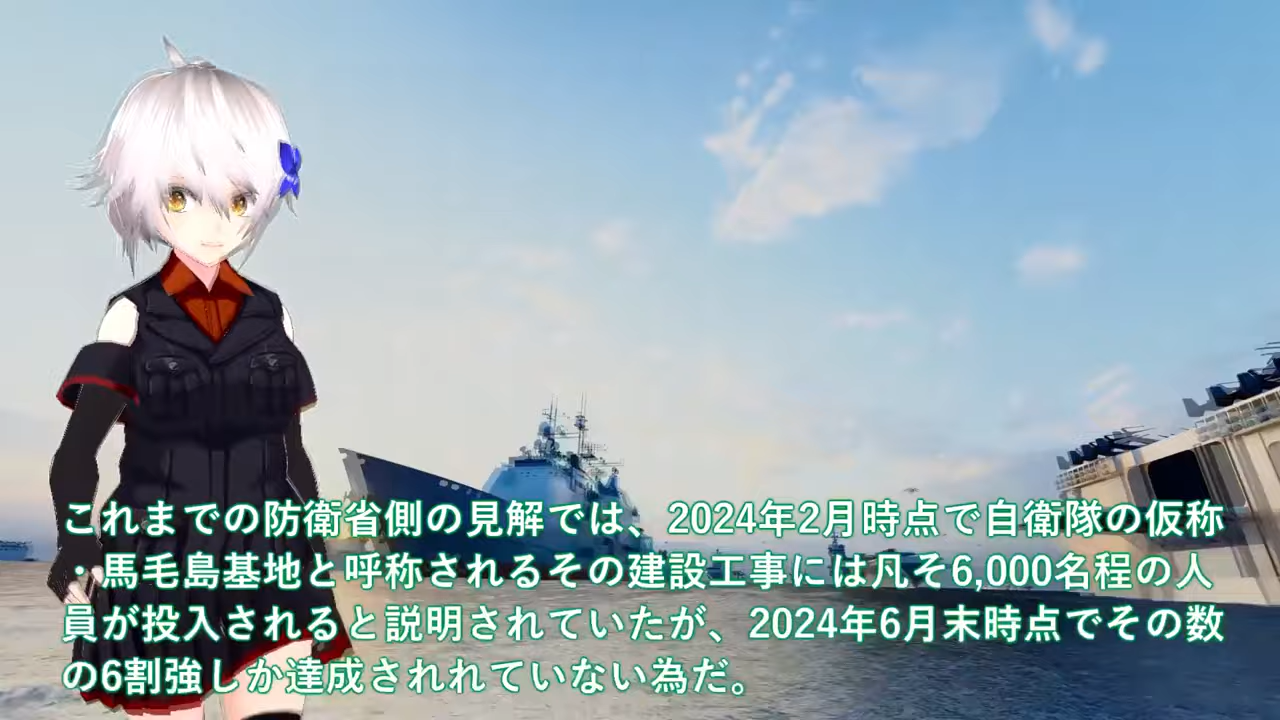 これまでの防衛省側の見解では、2024年2月時点で自衛隊の仮称
・馬毛島基地と呼称されるその建設工事には凡そ6,000名程の人
員が投入されると説明されていたが、2024年6月末時点でその数
の6割強しか達成されれていない為だ。